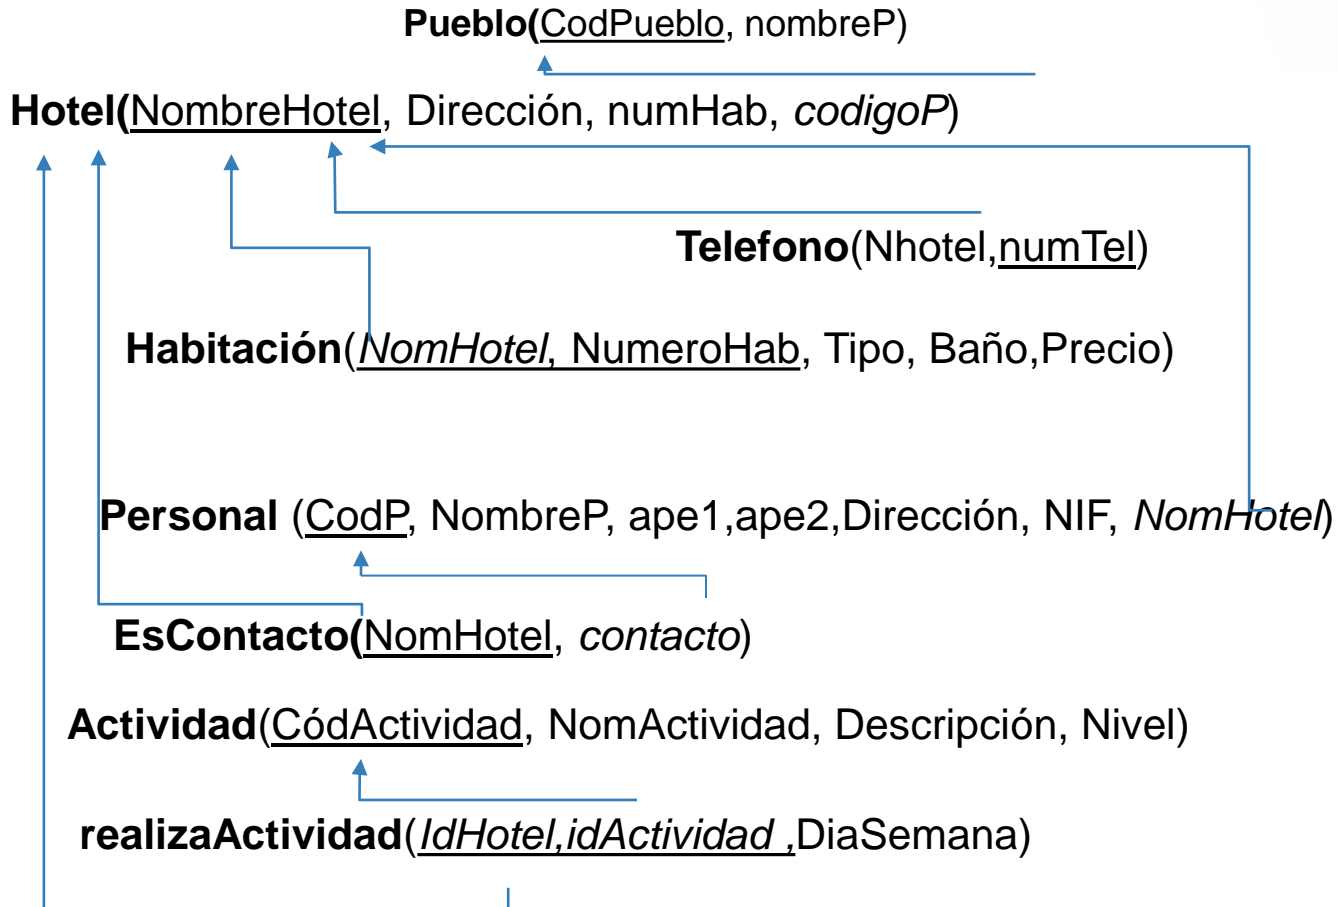 Pueblo(CodPueblo, nombreP)
Hotel(NombreHotel, Dirección, numHab, codigoP)
Telefono(Nhotel,numTel)
Habitación(NomHotel, NumeroHab, Tipo, Baño,Precio)
Personal (CodP, NombreP, ape1,ape2,Dirección, NIF, NomHotel)
EsContacto(NomHotel, contacto)
Actividad(CódActividad, NomActividad, Descripción, Nivel)
realizaActividad(IdHotel,idActividad ,DiaSemana)